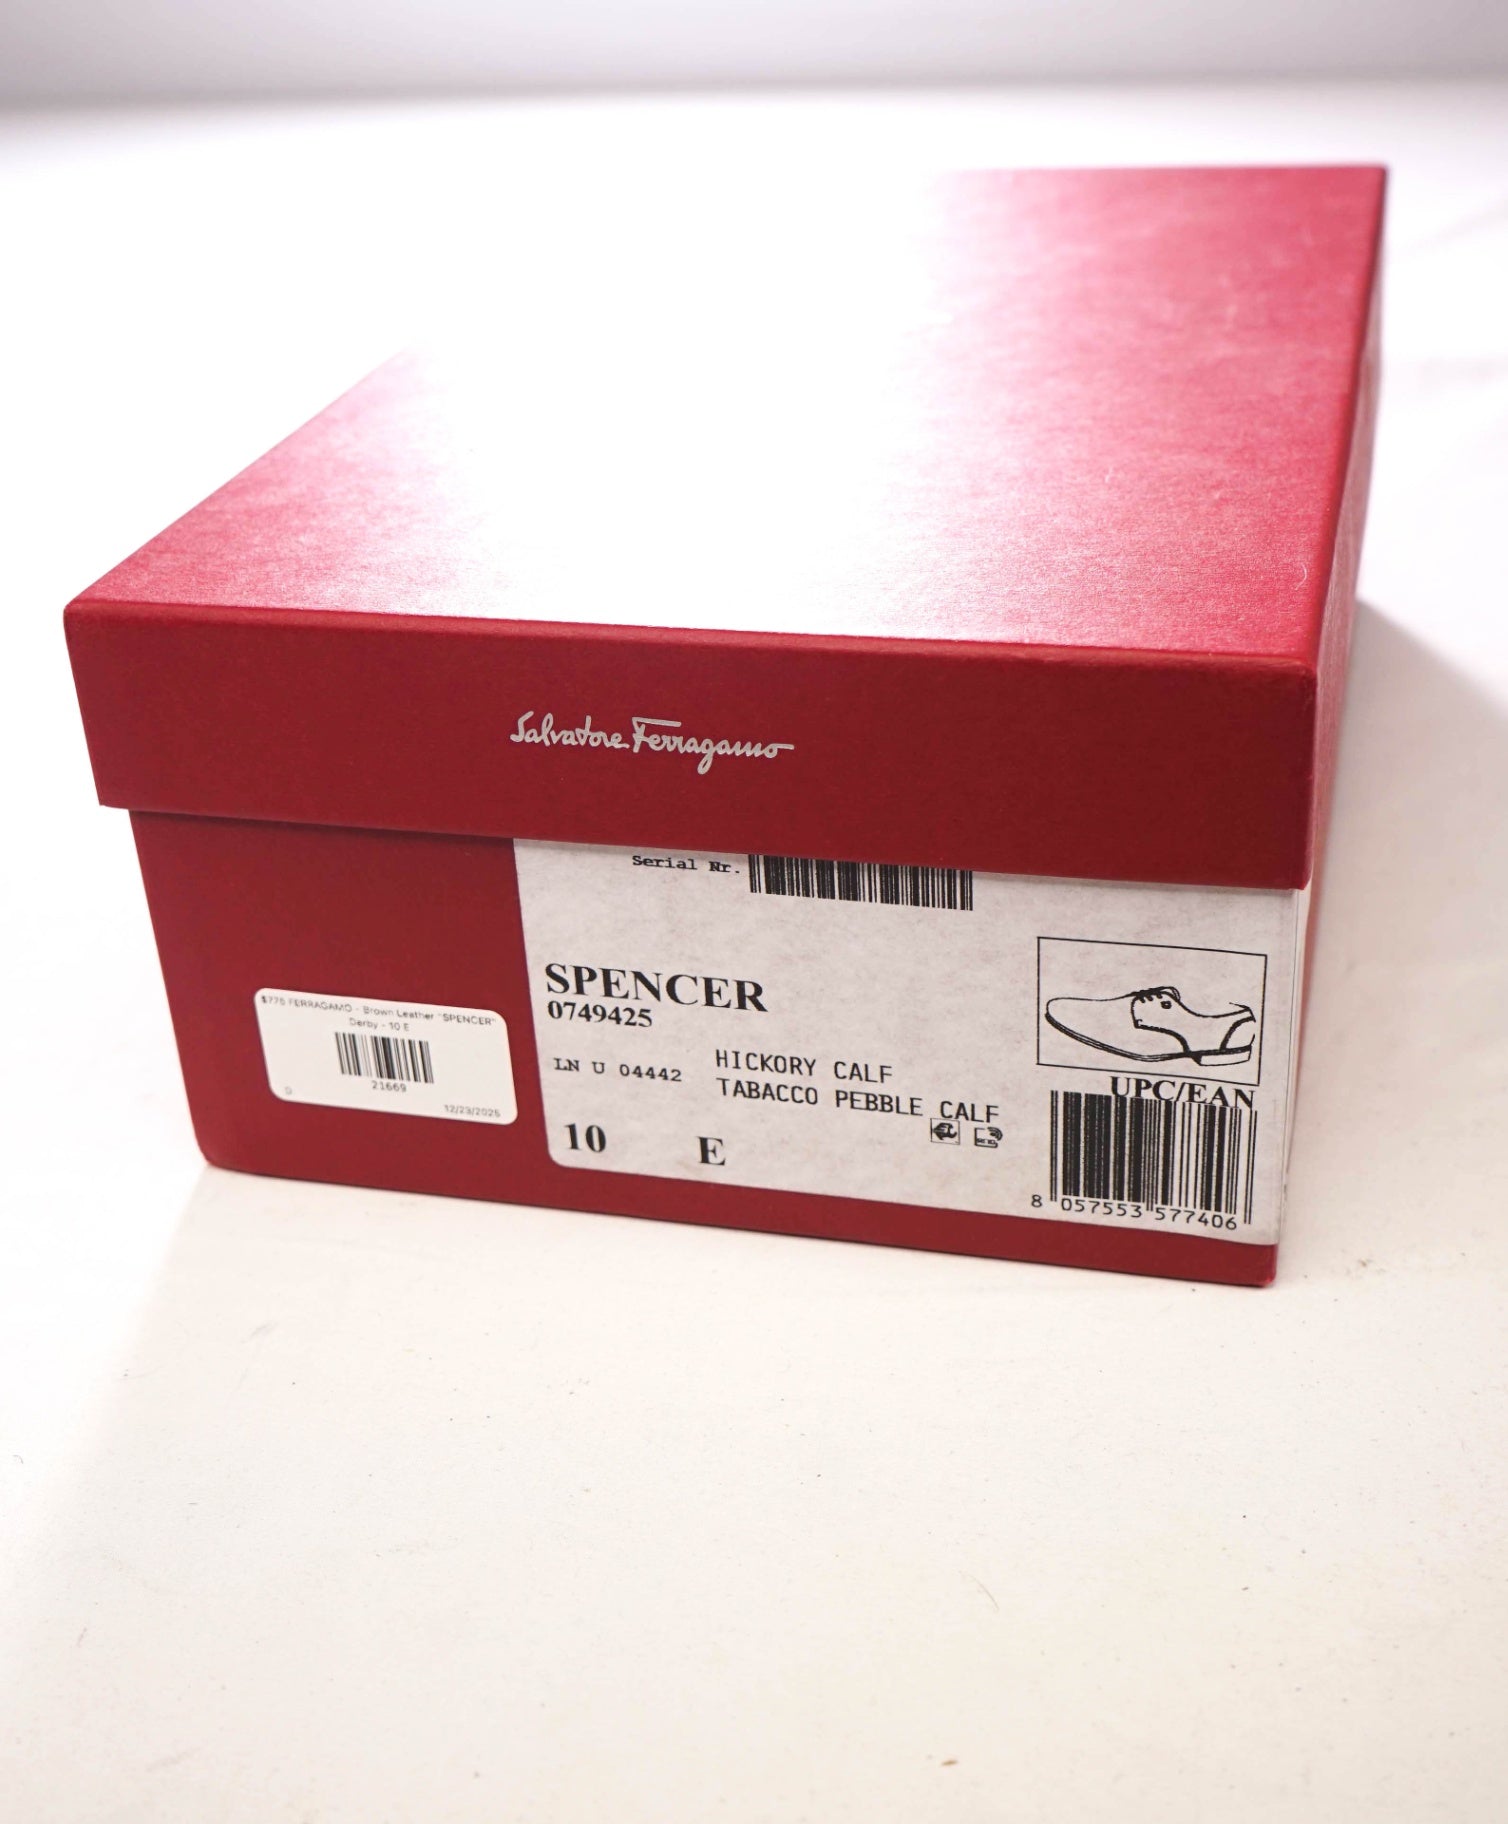 Salvatore Ferragamo
Serial Nr.
SPENCER
0749425
LN U 04442
HICKORY CALF
TABACCO PEBBLE CALF
10 E
UPC/EAN
8 057553 577406
$775 FERRAGAMO - Brown Leather "SPENCER"
Derby - 10 E
21669
D
12/23/2025